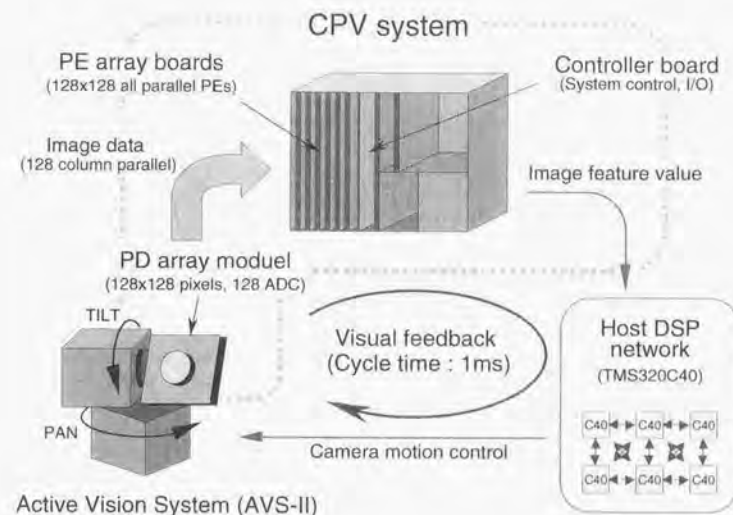 CPV system
PE array boards
(128x128 all parallel PEs)
Controller board
(System control, I/O)
Image data
(128 column parallel)
Image feature value
PD array moduel
(128x128 pixels, 128 ADC)
TILT
PAN
Visual feedback
(Cycle time : 1ms)
Host DSP
network
(TMS320C40)
C40 C40 C40
C40 C40 C40
Camera motion control
Active Vision System (AVS-II)